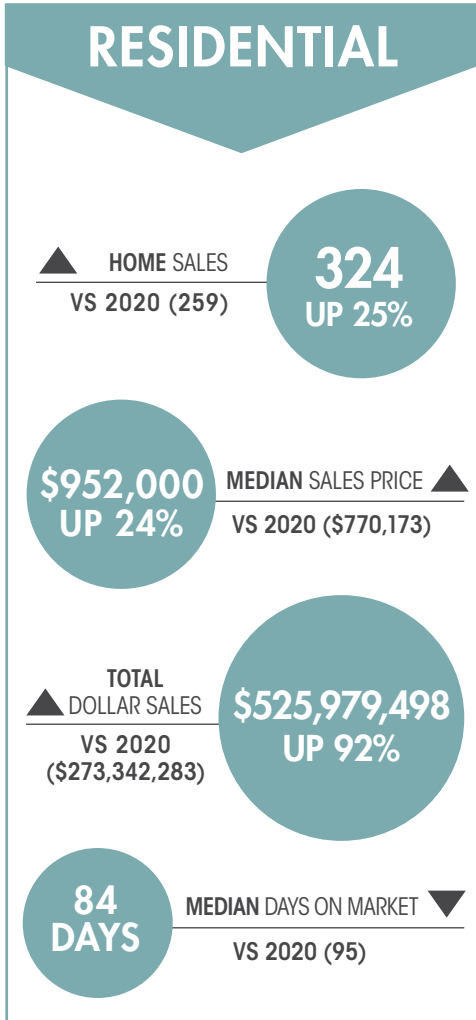 RESIDENTIAL
HOME SALES
VS 2020 (259)
324
UP 25%
$952,000
UP 24%
MEDIAN SALES PRICE
VS 2020 ($770,173)
TOTAL
DOLLAR SALES
VS 2020
($273,342,283)
$525,979,498
UP 92%
84
DAYS
MEDIAN DAYS ON MARKET
VS 2020 (95)